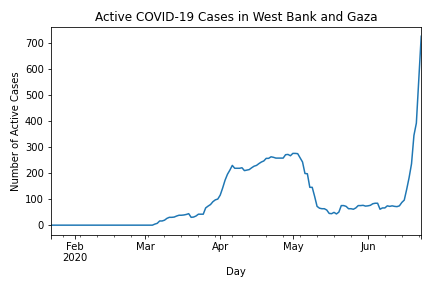 Active COVID-19 Cases in West Bank and Gaza
700
600
500
400
300
200
100
0
Number of Active Cases
Feb
2020
Mar
Apr
May
Jun
Day